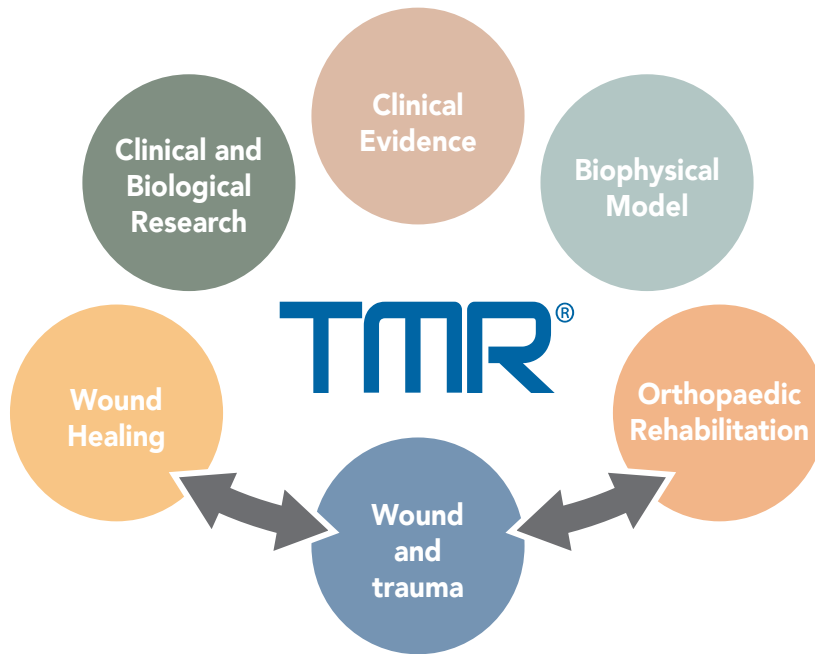 Clinical
Evidence
Clinical and
Biological
Research
Biophysical
Model
TMR®
Wound
Healing
Orthopaedic
Rehabilitation
Wound
and
trauma